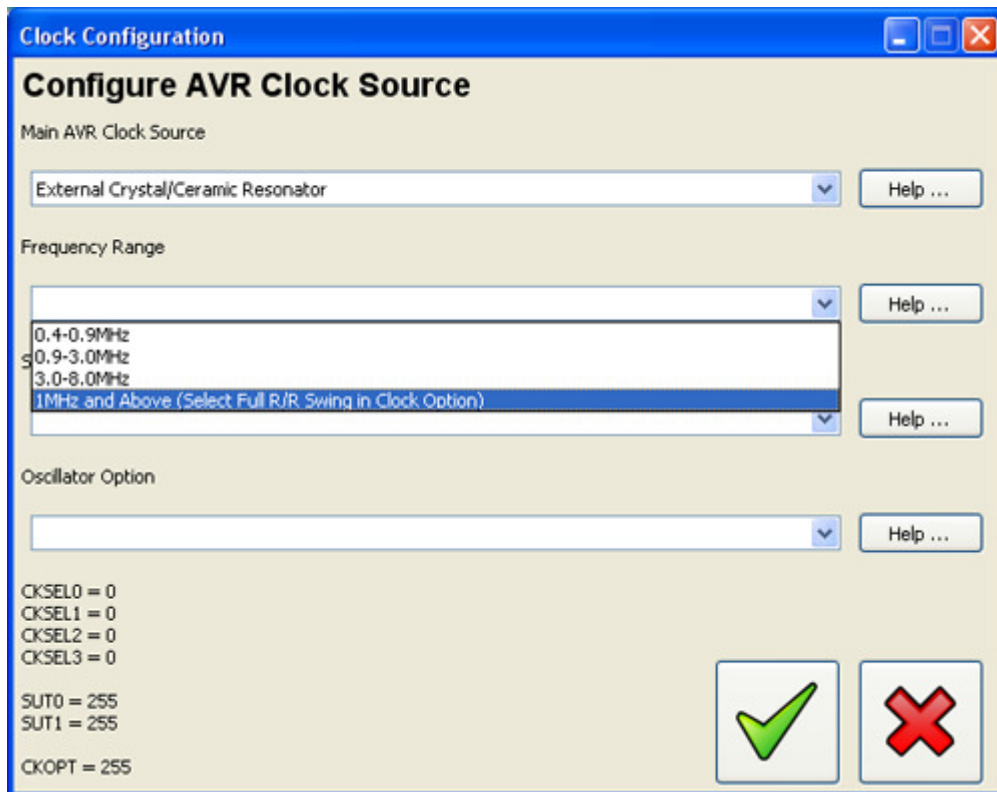 Clock Configuration
Configure AVR Clock Source
Main AVR Clock Source
External Crystal/Ceramic Resonator
Help ...
Frequency Range
Help ...
0.4-0.9MHz
0.9-3.0MHz
3.0-8.0MHz
1MHz and Above (Select Full R/R Swing in Clock Option)
Help ...
Oscillator Option
Help ...
CKSEL0 = 0
CKSEL1 = 0
CKSEL2 = 0
CKSEL3 = 0
SUT0 = 255
SUT1 = 255
CKOPT = 255